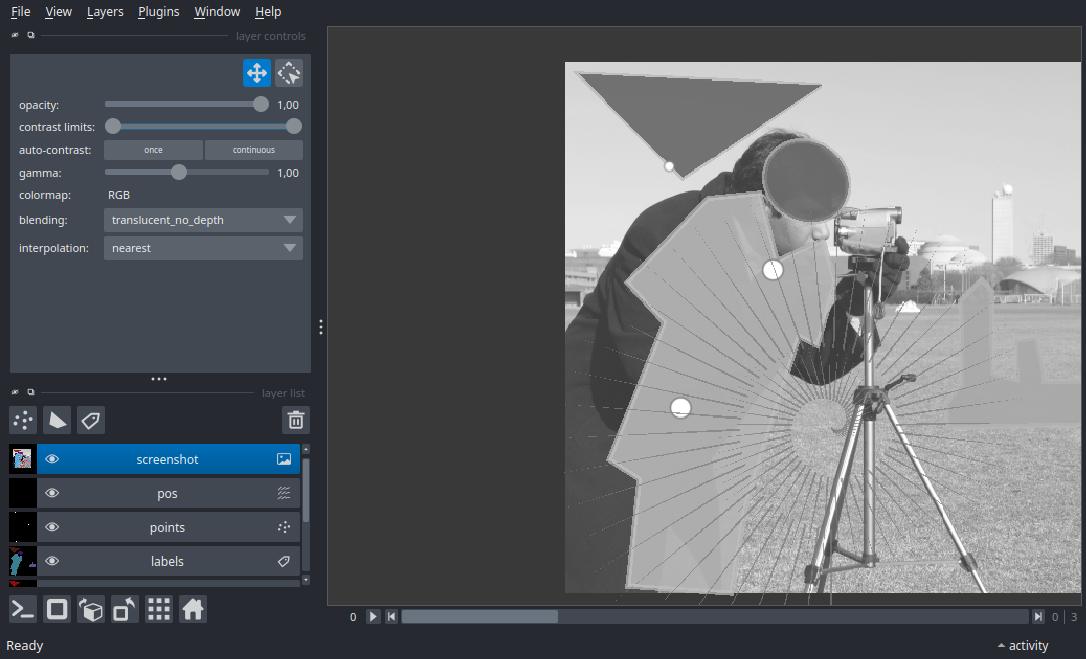 File View Layers Plugins Window Help
layer controls
opacity: 1,00
contrast limits:
auto-contrast: once continuous
gamma: 1,00
colormap: RGB
blending: translucent_no_depth
interpolation: nearest
layer list
screenshot
pos
points
labels
0 0 3
Ready activity